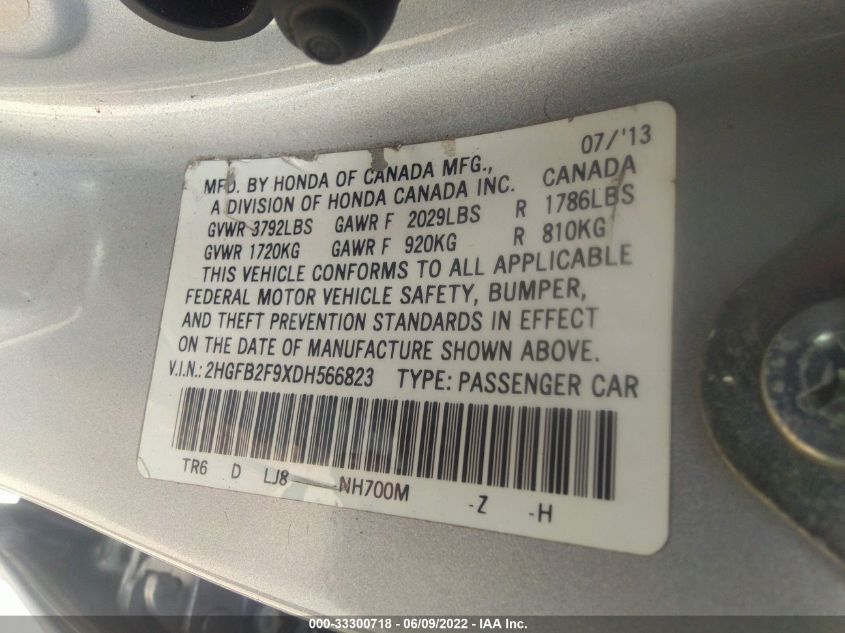 07/'13
MFD. BY HONDA OF CANADA MFG., CANADA
A DIVISION OF HONDA CANADA INC.
GVWR 3792LBS GAWR F 2029LBS R 1786LBS
GVWR 1720KG GAWR F 920KG R 810KG
THIS VEHICLE CONFORMS TO ALL APPLICABLE
FEDERAL MOTOR VEHICLE SAFETY, BUMPER,
AND THEFT PREVENTION STANDARDS IN EFFECT
ON THE DATE OF MANUFACTURE SHOWN ABOVE.
V.I.N.: 2HGFB2F9XDH566823 TYPE: PASSENGER CAR
TR6 D LJ8 -NH700M -Z -H
000-33300718 - 06/09/2022 - IAA Inc.